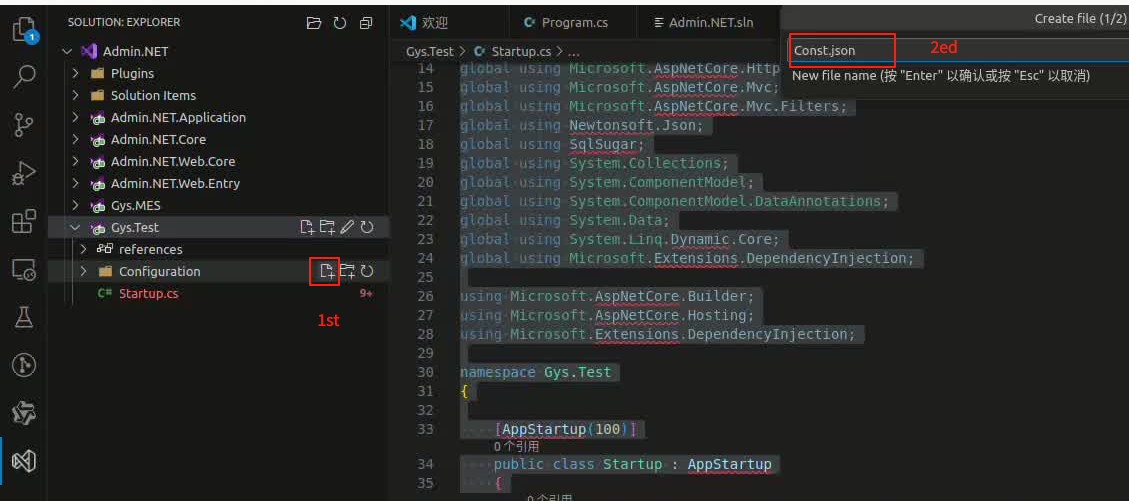 SOLUTION: EXPLORER
Admin.NET
Plugins
Solution Items
Admin.NET.Application
Admin.NET.Core
Admin.NET.Web.Core
Admin.NET.Web.Entry
Gys.MES
Gys.Test
references
Configuration
Startup.cs 9+
1st
1
欢迎 Program.cs Admin.NET.sln
Gys.Test > Startup.cs > ...
14 global using Microsoft.AspNetCore.Http
15 global using Microsoft.AspNetCore.Mvc;
16 global using Microsoft.AspNetCore.Mvc.Filters;
17 global using Newtonsoft.Json;
18 global using SqlSugar;
19 global using System.Collections;
20 global using System.ComponentModel;
21 global using System.ComponentModel.DataAnnotations;
22 global using System.Data;
23 global using System.Linq.Dynamic.Core;
24 global using Microsoft.Extensions.DependencyInjection;
25
26 using Microsoft.AspNetCore.Builder;
27 using Microsoft.AspNetCore.Hosting;
28 using Microsoft.Extensions.DependencyInjection;
29
30 namespace Gys.Test
31 {
32
33 [AppStartup(100)]
0 个引用
34 public class Startup : AppStartup
35 {
0 个引用
Create file (1/2)
Const.json
2ed
New file name (按 "Enter" 以确认或按 "Esc" 以取消)